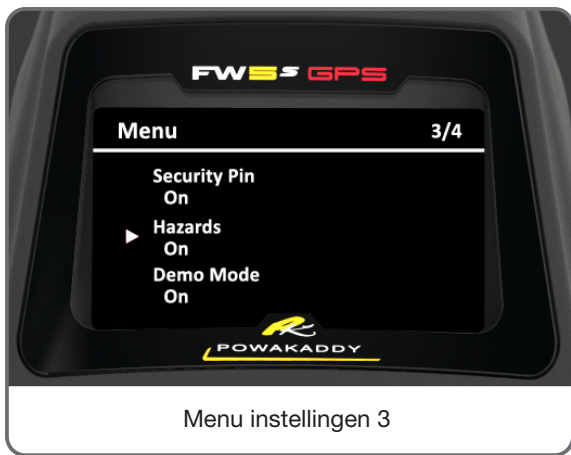 FW5s GPS
Menu 3/4
Security Pin
On
Hazards
On
Demo Mode
On
POWAKADDY
Menu instellingen 3